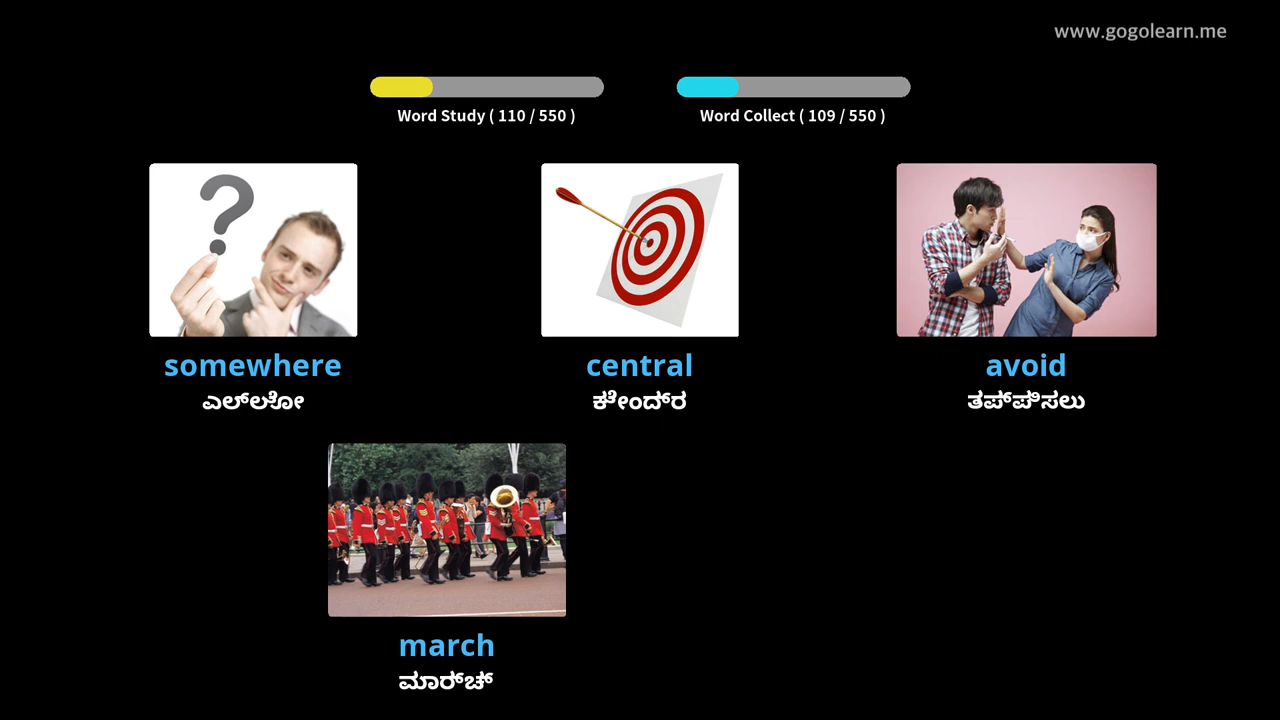 www.gogolearn.me
Word Study ( 110 / 550 )
Word Collect ( 109 / 550 )
somewhere
ಎಲ್ಲೋ
central
ಕೇಂದ್ರ
avoid
ತಪ್ಪಿಸಲು
march
ಮಾರ್ಚ್